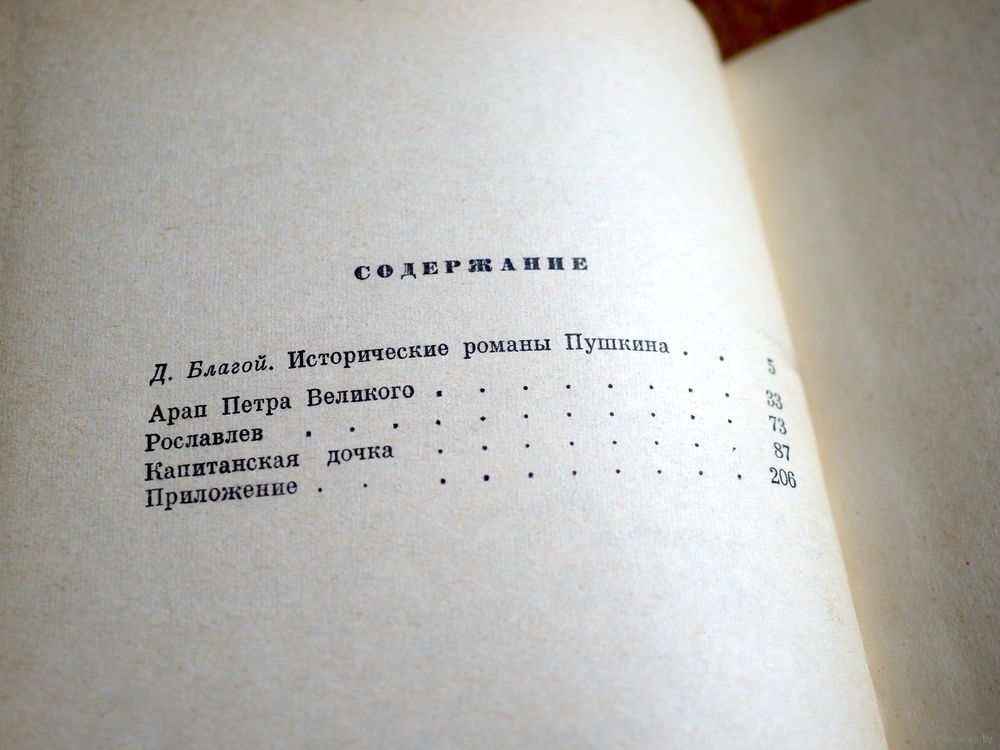 СОДЕРЖАНИЕ
Д. Благой. Исторические романы Пушкина . . 5
Арап Петра Великого . . . . . . . . 33
Рославлев . . . . . . . . . . . 73
Капитанская дочка . . . . . . . . 87
Приложение . . . . . . . . . 206